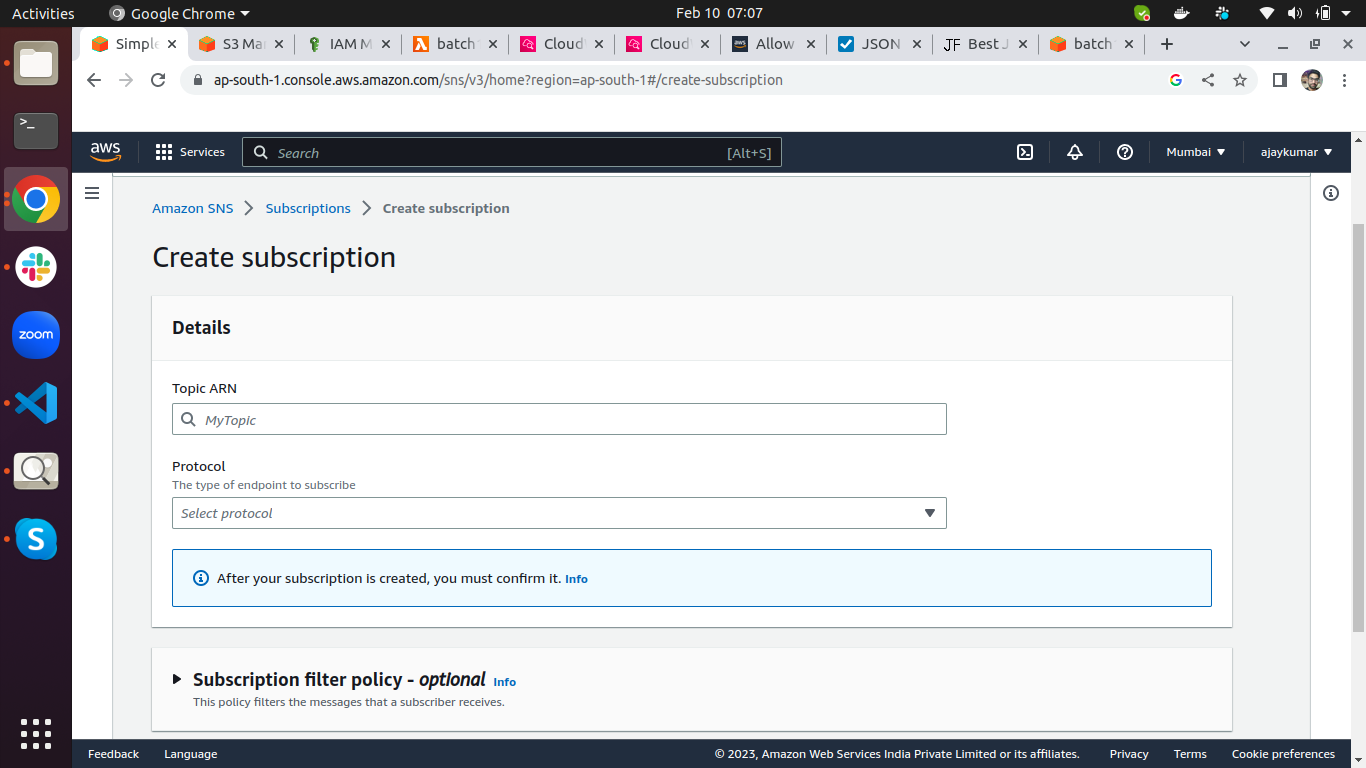 Activities Google Chrome Feb 10 07:07
Simple S3 Ma IAM M batch CloudW CloudW Allow JSON Best J batch
ap-south-1.console.aws.amazon.com/sns/v3/home?region=ap-south-1#/create-subscription
aws Services Search [Alt+S] Mumbai ajaykumar
Amazon SNS Subscriptions Create subscription
Create subscription
Details
Topic ARN
MyTopic
Protocol
The type of endpoint to subscribe
Select protocol
After your subscription is created, you must confirm it. Info
Subscription filter policy - optional Info
This policy filters the messages that a subscriber receives.
zoom
Feedback Language © 2023, Amazon Web Services India Private Limited or its affiliates. Privacy Terms Cookie preferences